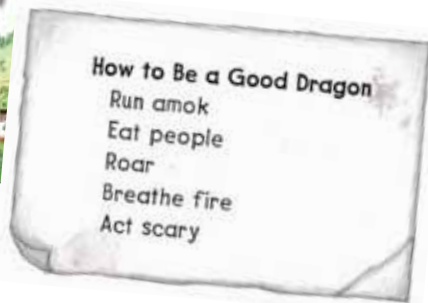 How to Be a Good Dragon
Run amok
Eat people
Roar
Breathe fire
Act scary